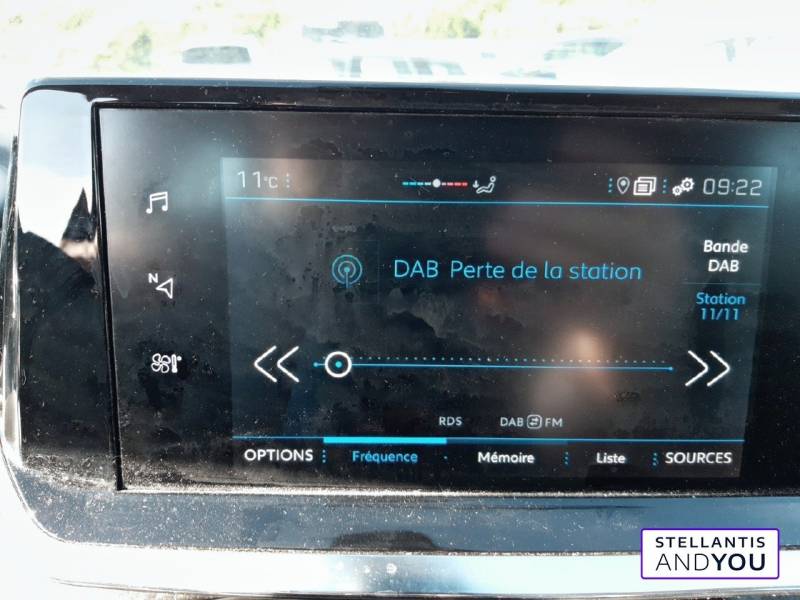 11°C
09:22
N
DAB Perte de la station
Bande
DAB
Station
11/11
RDS
DAB FM
OPTIONS Fréquence Mémoire Liste SOURCES
STELLANTIS
ANDYOU